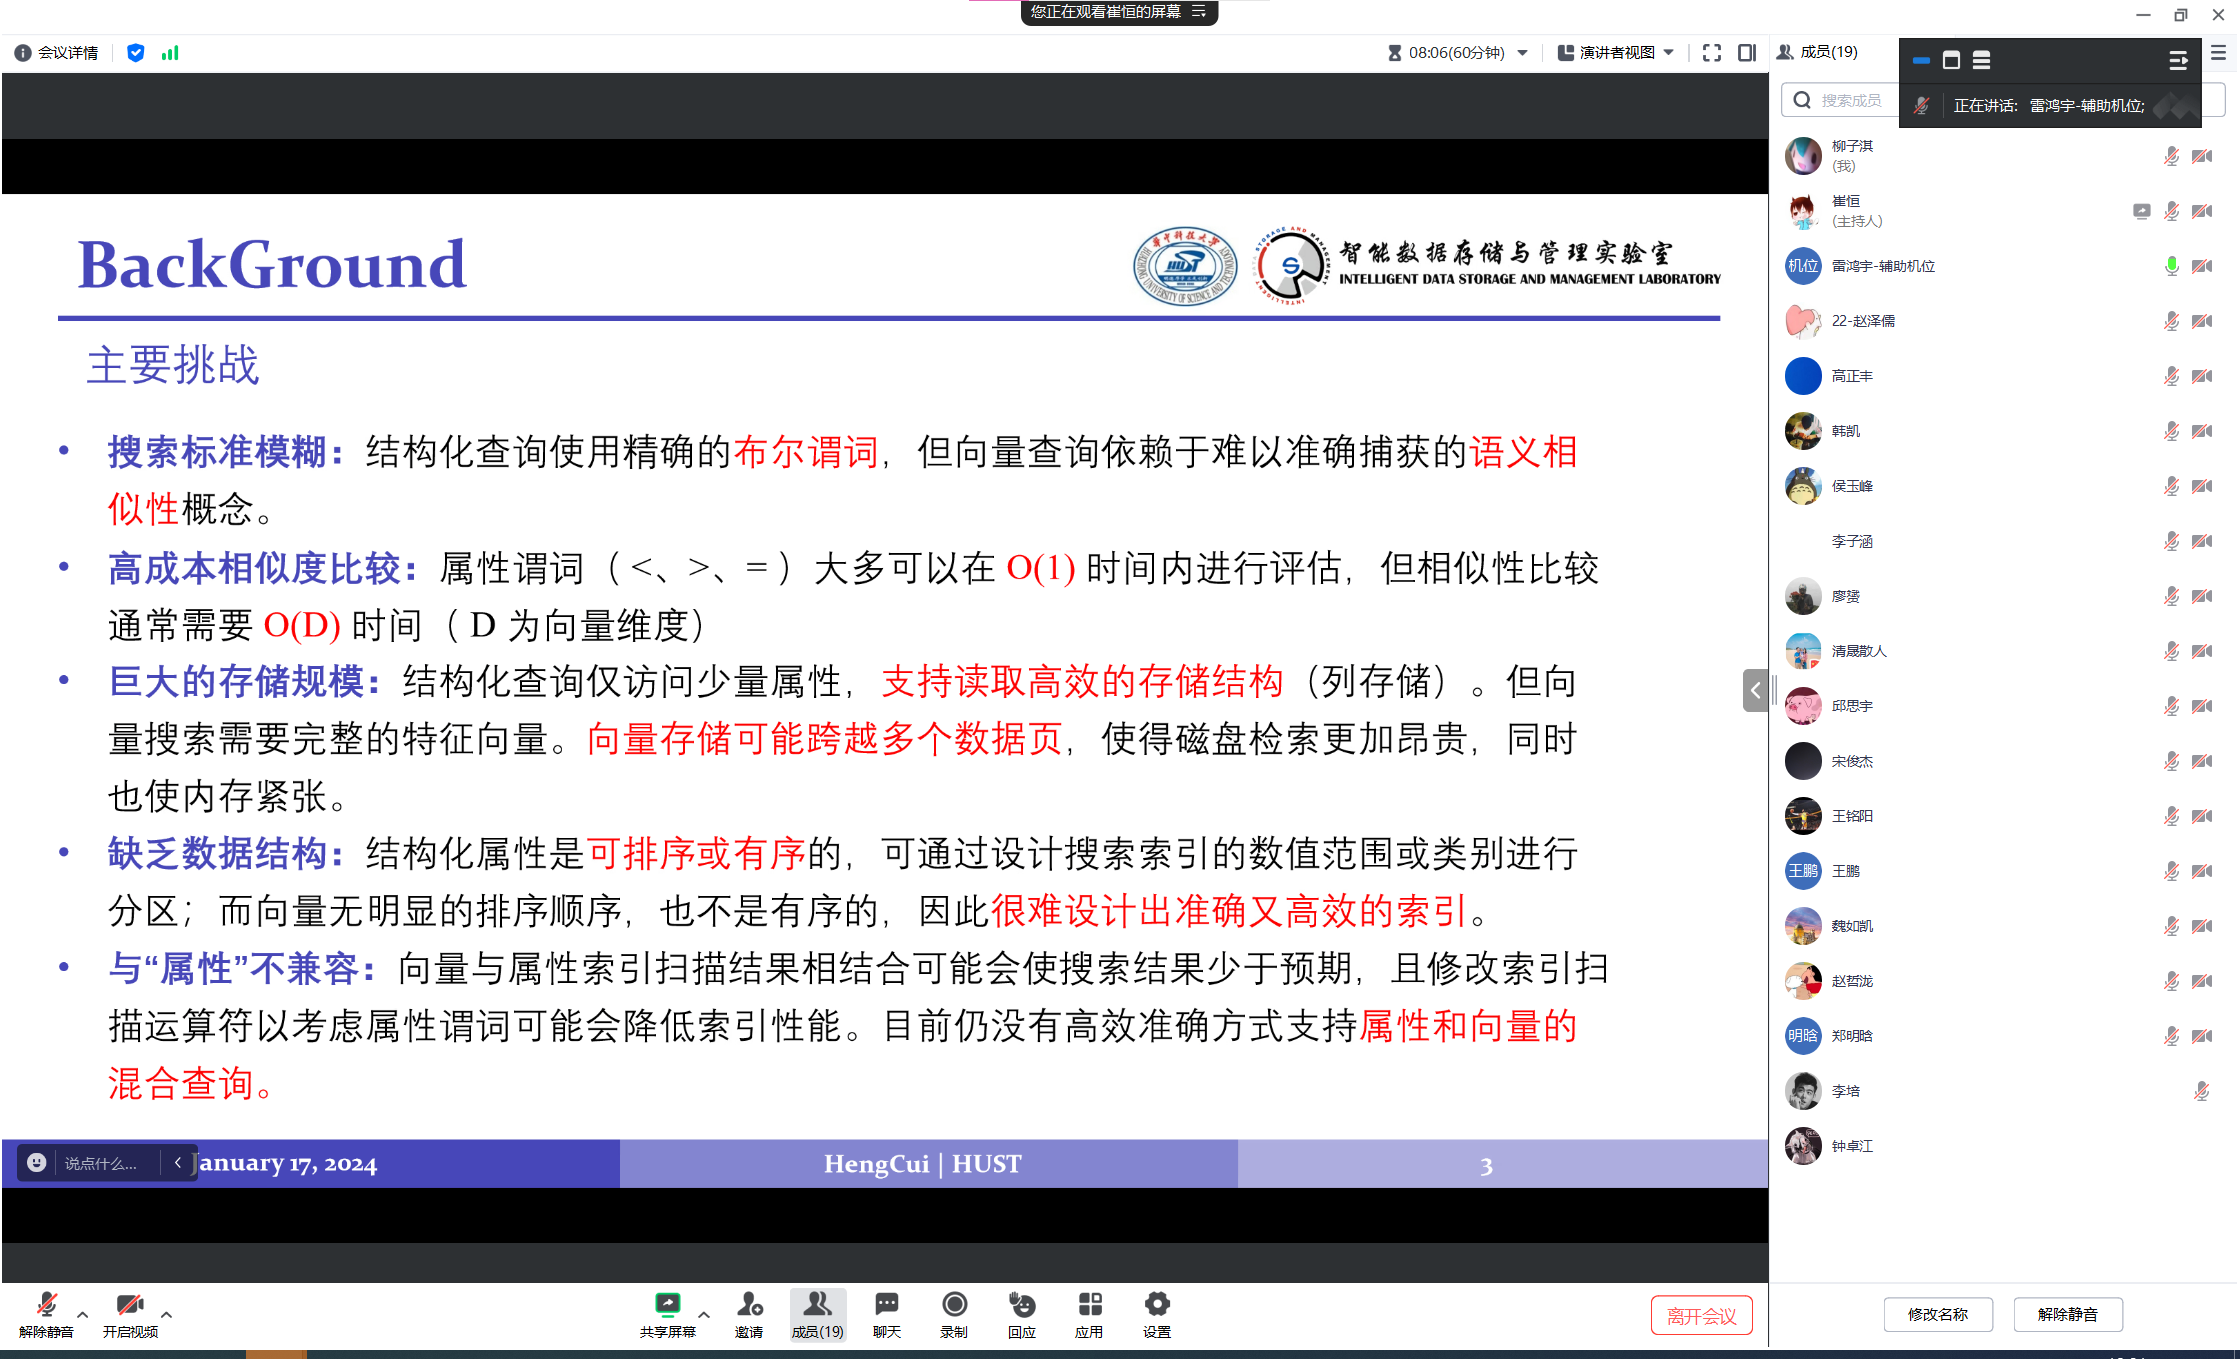 您正在观看崔恒的屏幕
会议详情
08:06(60分钟)
演讲者视图
成员(19)
搜索成员
正在讲话: 雷鸿宇-辅助机位;
BackGround
智能数据存储与管理实验室
INTELLIGENT DATA STORAGE AND MANAGEMENT LABORATORY
主要挑战
• 搜索标准模糊：结构化查询使用精确的布尔谓词，但向量查询依赖于难以准确捕获的语义相
似性概念。
• 高成本相似度比较：属性谓词（ <、>、= ）大多可以在 O(1) 时间内进行评估，但相似性比较
通常需要 O(D) 时间（ D 为向量维度）
• 巨大的存储规模：结构化查询仅访问少量属性，支持读取高效的存储结构（列存储）。但向
量搜索需要完整的特征向量。向量存储可能跨越多个数据页，使得磁盘检索更加昂贵，同时
也使内存紧张。
• 缺乏数据结构：结构化属性是可排序或有序的，可通过设计搜索索引的数值范围或类别进行
分区；而向量无明显的排序顺序，也不是有序的，因此很难设计出准确又高效的索引。
• 与“属性”不兼容：向量与属性索引扫描结果相结合可能会使搜索结果少于预期，且修改索引扫
描运算符以考虑属性谓词可能会降低索引性能。目前仍没有高效准确方式支持属性和向量的
混合查询。
说点什么...
January 17, 2024
HengCui | HUST
3
柳子淇
(我)
崔恒
(主持人)
机位
雷鸿宇-辅助机位
22-赵泽儒
高正丰
韩凯
侯玉峰
李子涵
廖赟
清晟散人
邱思宇
宋俊杰
王铭阳
王鹏
王鹏
魏如凯
赵哲泷
明晗
郑明晗
李培
钟卓江
解除静音
开启视频
共享屏幕
邀请
成员(19)
聊天
录制
回应
应用
设置
离开会议
修改名称
解除静音